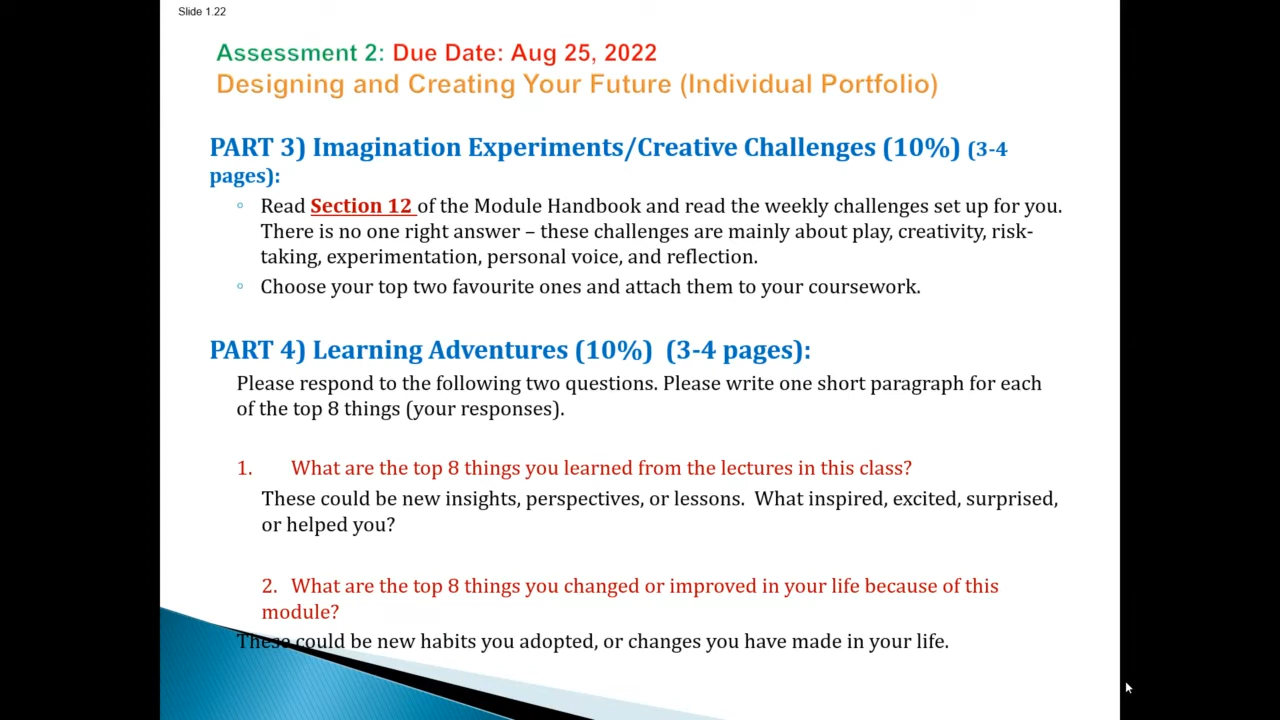 Slide 1.22
Assessment 2: Due Date: Aug 25, 2022
Designing and Creating Your Future (Individual Portfolio)
PART 3) Imagination Experiments/Creative Challenges (10%) (3-4
pages):
Read Section 12 of the Module Handbook and read the weekly challenges set up for you.
There is no one right answer – these challenges are mainly about play, creativity, risk-
taking, experimentation, personal voice, and reflection.
Choose your top two favourite ones and attach them to your coursework.
PART 4) Learning Adventures (10%) (3-4 pages):
Please respond to the following two questions. Please write one short paragraph for each
of the top 8 things (your responses).
1. What are the top 8 things you learned from the lectures in this class?
These could be new insights, perspectives, or lessons. What inspired, excited, surprised,
or helped you?
2. What are the top 8 things you changed or improved in your life because of this
module?
These could be new habits you adopted, or changes you have made in your life.